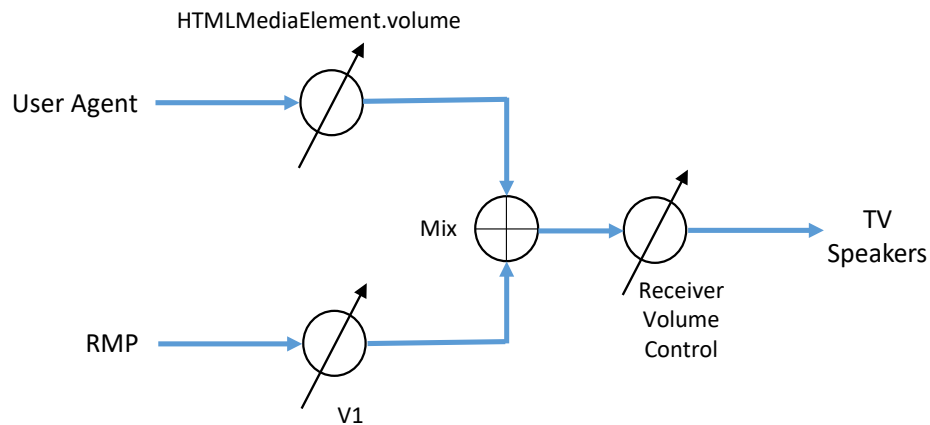 HTMLMediaElement.volume
User Agent
Mix
TV
Speakers
Receiver
Volume
Control
RMP
V1